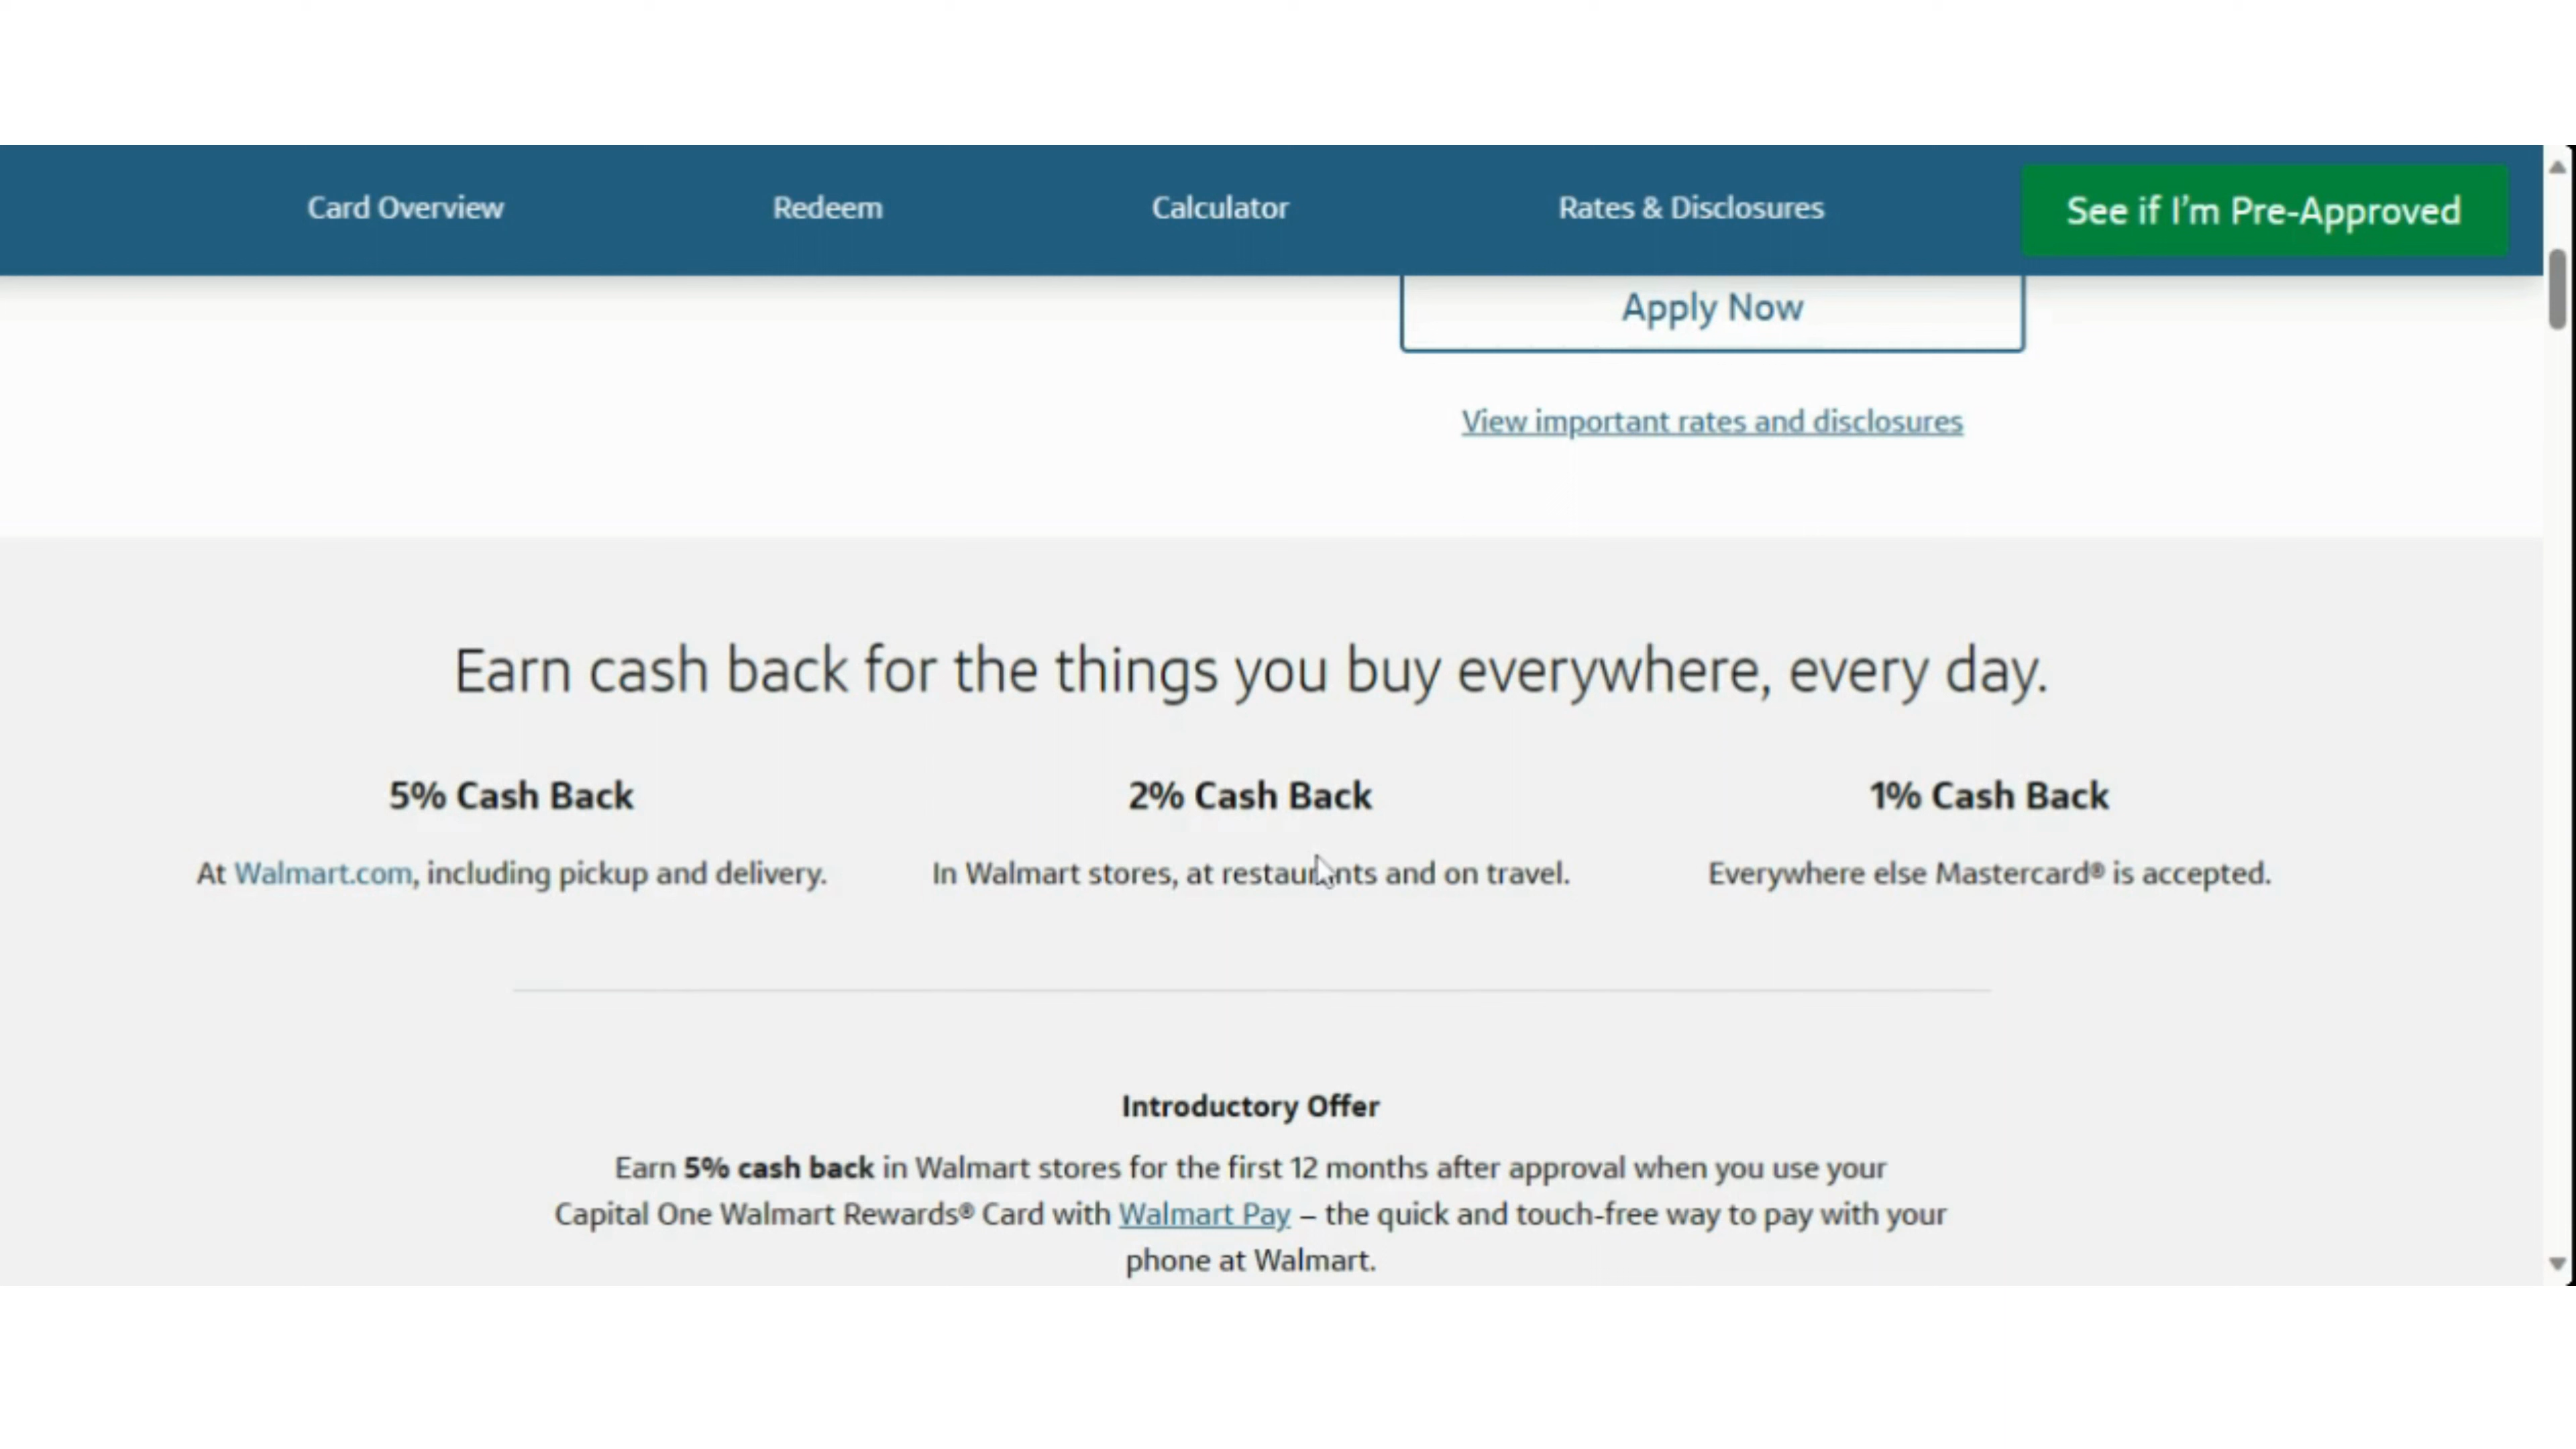 Card Overview Redeem Calculator Rates & Disclosures See if I'm Pre-Approved
Apply Now
View important rates and disclosures
Earn cash back for the things you buy everywhere, every day.
5% Cash Back 2% Cash Back 1% Cash Back
At Walmart.com, including pickup and delivery. In Walmart stores, at restaurants and on travel. Everywhere else Mastercard® is accepted.
Introductory Offer
Earn 5% cash back in Walmart stores for the first 12 months after approval when you use your
Capital One Walmart Rewards® Card with Walmart Pay – the quick and touch-free way to pay with your
phone at Walmart.